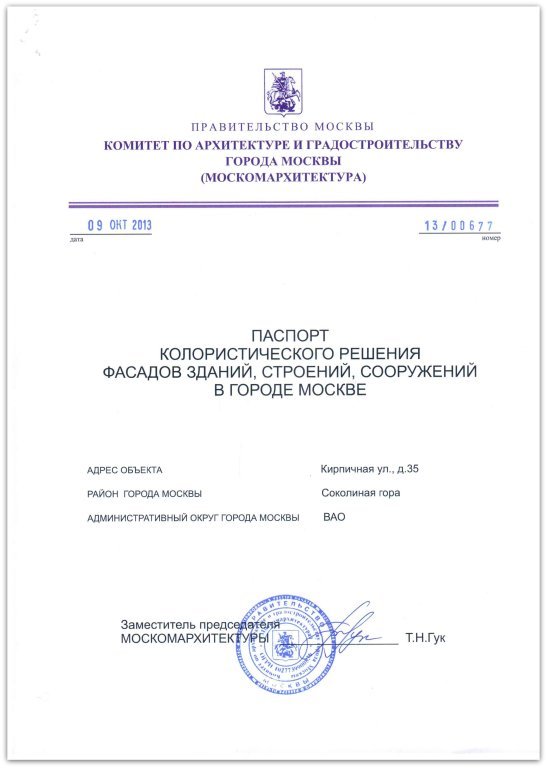 ПРАВИТЕЛЬСТВО МОСКВЫ
КОМИТЕТ ПО АРХИТЕКТУРЕ И ГРАДОСТРОИТЕЛЬСТВУ
ГОРОДА МОСКВЫ
(МОСКОМАРХИТЕКТУРА)
09 ОКТ 2013 13/00677
дата номер
ПАСПОРТ
КОЛОРИСТИЧЕСКОГО РЕШЕНИЯ
ФАСАДОВ ЗДАНИЙ, СТРОЕНИЙ, СООРУЖЕНИЙ
В ГОРОДЕ МОСКВЕ
АДРЕС ОБЪЕКТА Кирпичная ул., д.35
РАЙОН ГОРОДА МОСКВЫ Соколиная гора
АДМИНИСТРАТИВНЫЙ ОКРУГ ГОРОДА МОСКВЫ ВАО
Заместитель председателя
МОСКОМАРХИТЕКТУРЫ Т.Н.Гук
ПРАВИТЕЛЬСТВО
МОСКВЫ